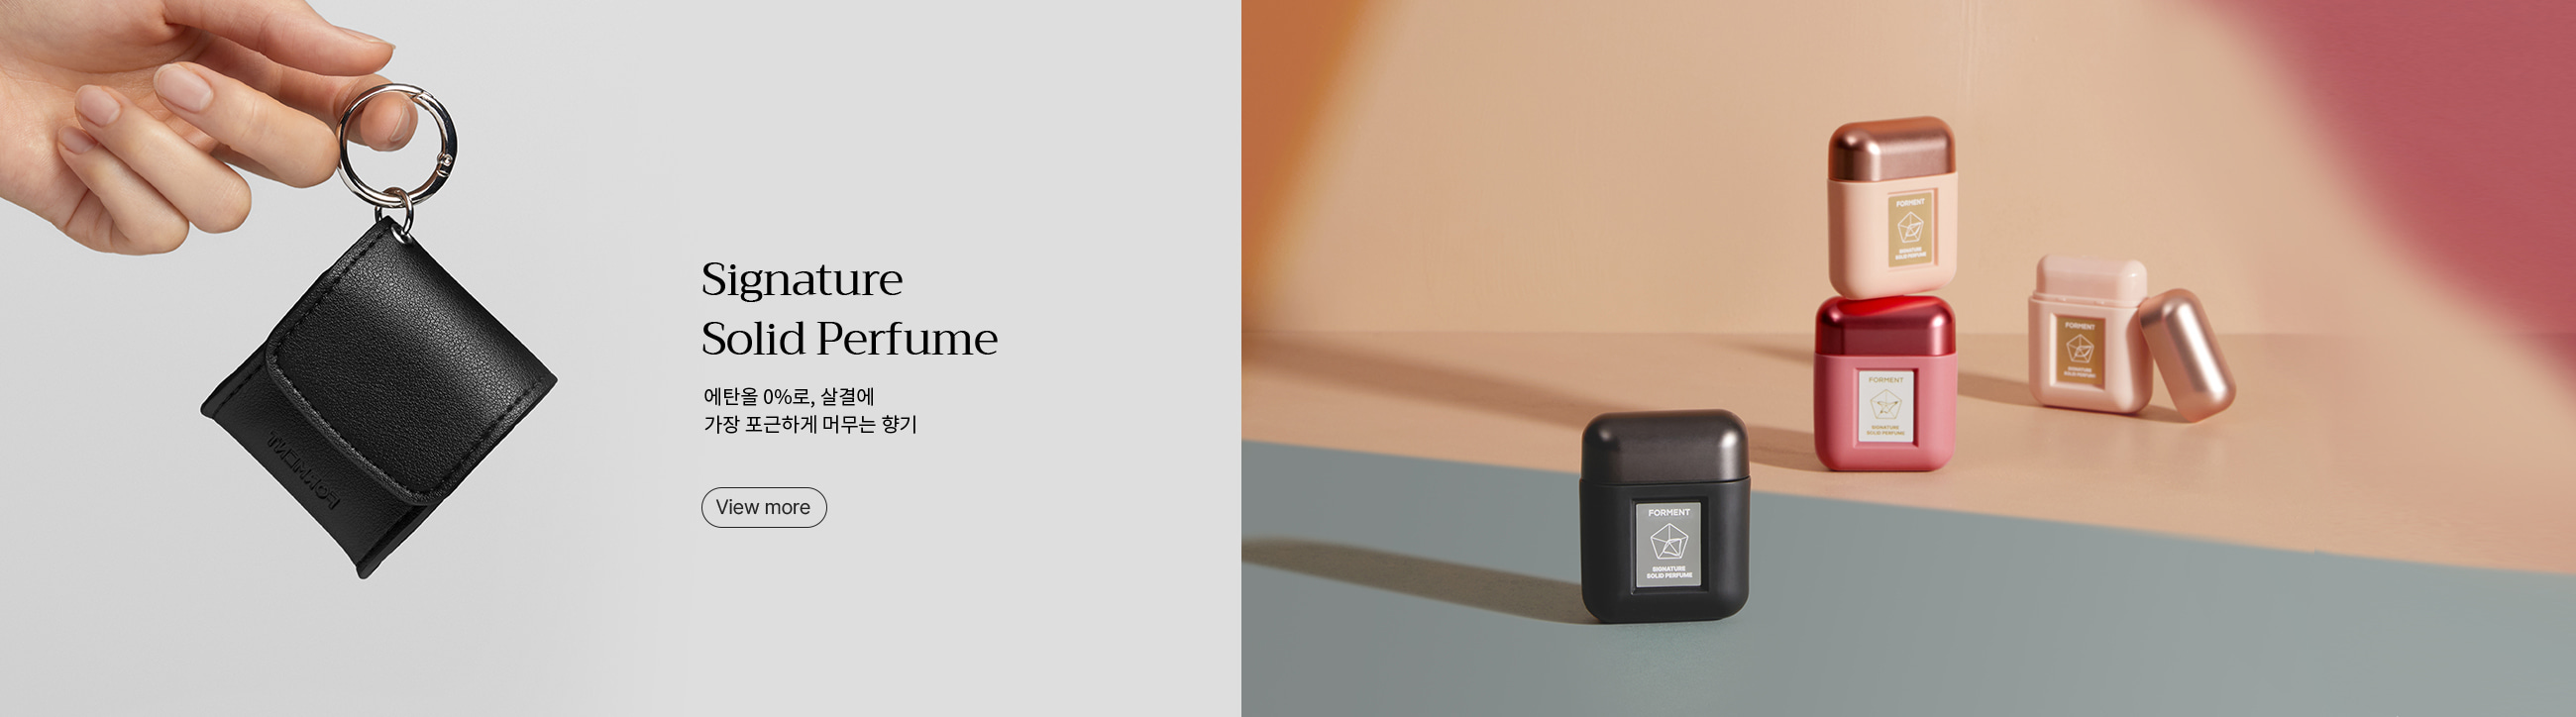 FORMENT
Signature
Solid Perfume
에탄올 0%로, 살결에
가장 포근하게 머무는 향기
View more
FORMENT
SIGNATURE
SOLID PERFUME
FORMENT
SIGNATURE
SOLID PERFUME
FORMENT
SIGNATURE
SOLID PERFUME
FORMENT
SIGNATURE
SOLID PERFUME